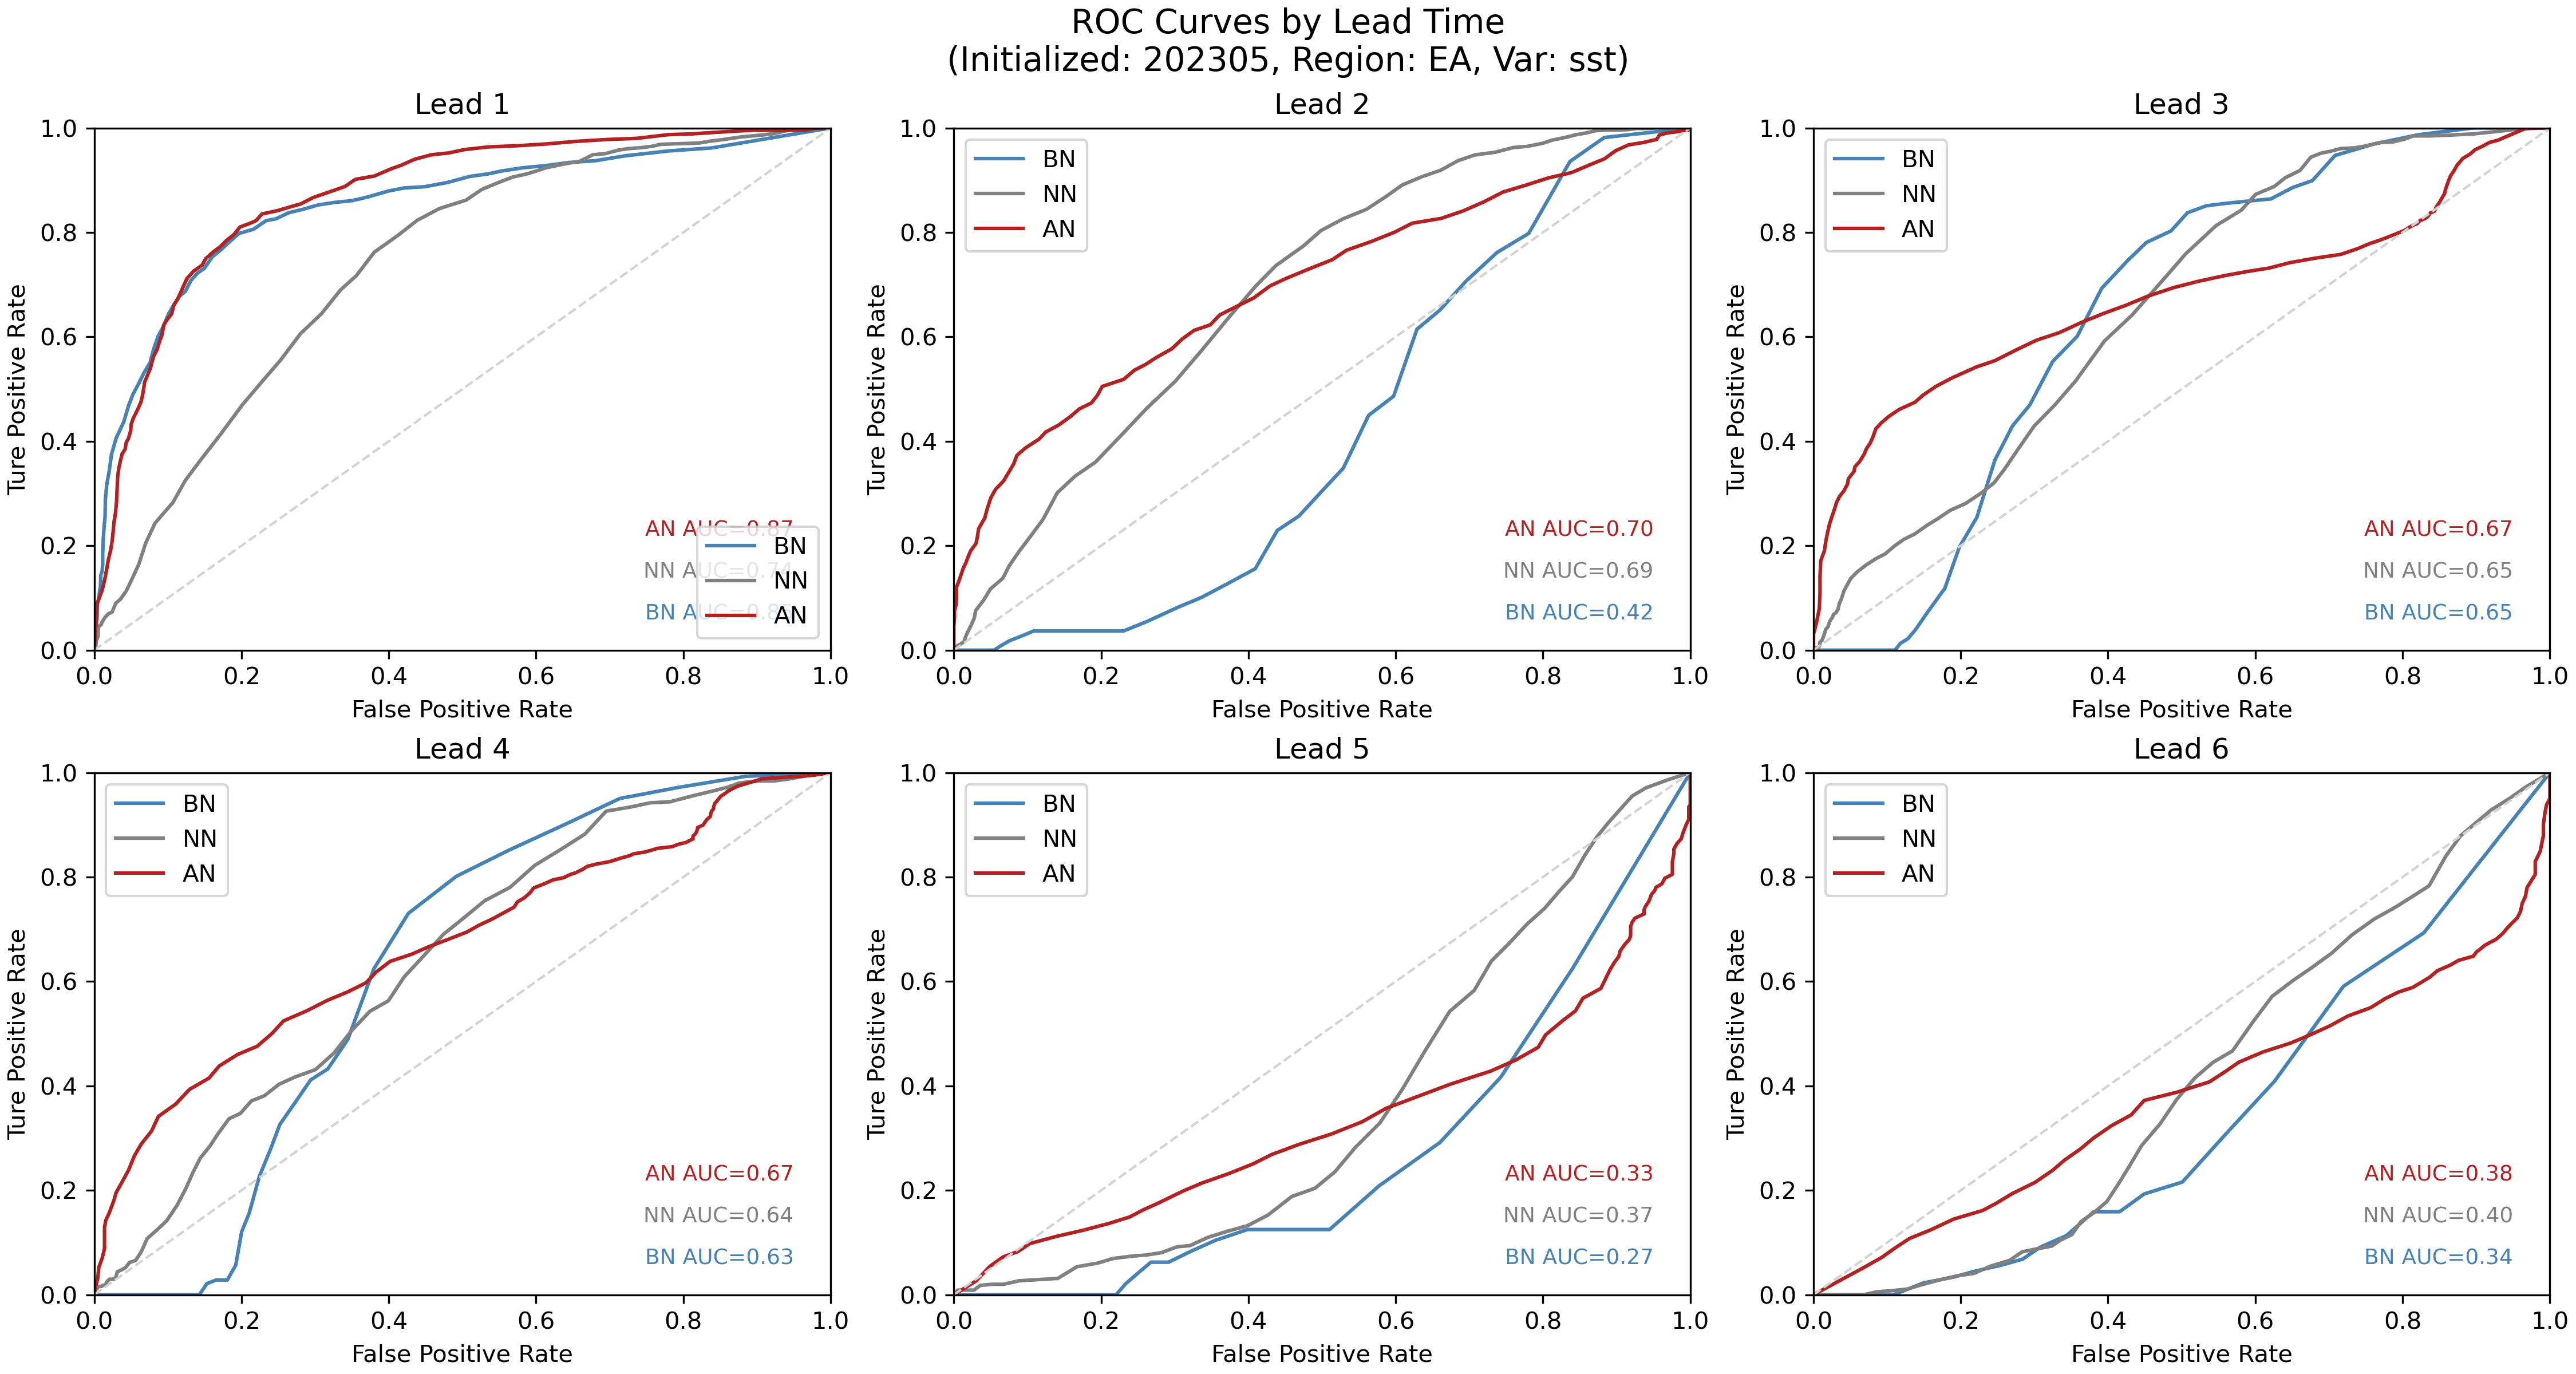 ROC Curves by Lead Time
(Initialized: 202305, Region: EA, Var: sst)
Lead 1
1.0
0.8
0.6
0.4
0.2
0.0
Ture Positive Rate
AN AUC=0.87
NN AUC=0.74
BN AUC=0.8
BN
NN
AN
0.0 0.2 0.4 0.6 0.8 1.0
False Positive Rate
Lead 2
1.0
0.8
0.6
0.4
0.2
0.0
Ture Positive Rate
BN
NN
AN
AN AUC=0.70
NN AUC=0.69
BN AUC=0.42
0.0 0.2 0.4 0.6 0.8 1.0
False Positive Rate
Lead 3
1.0
0.8
0.6
0.4
0.2
0.0
Ture Positive Rate
BN
NN
AN
AN AUC=0.67
NN AUC=0.65
BN AUC=0.65
0.0 0.2 0.4 0.6 0.8 1.0
False Positive Rate
Lead 4
1.0
0.8
0.6
0.4
0.2
0.0
Ture Positive Rate
BN
NN
AN
AN AUC=0.67
NN AUC=0.64
BN AUC=0.63
0.0 0.2 0.4 0.6 0.8 1.0
False Positive Rate
Lead 5
1.0
0.8
0.6
0.4
0.2
0.0
Ture Positive Rate
BN
NN
AN
AN AUC=0.33
NN AUC=0.37
BN AUC=0.27
0.0 0.2 0.4 0.6 0.8 1.0
False Positive Rate
Lead 6
1.0
0.8
0.6
0.4
0.2
0.0
Ture Positive Rate
BN
NN
AN
AN AUC=0.38
NN AUC=0.40
BN AUC=0.34
0.0 0.2 0.4 0.6 0.8 1.0
False Positive Rate